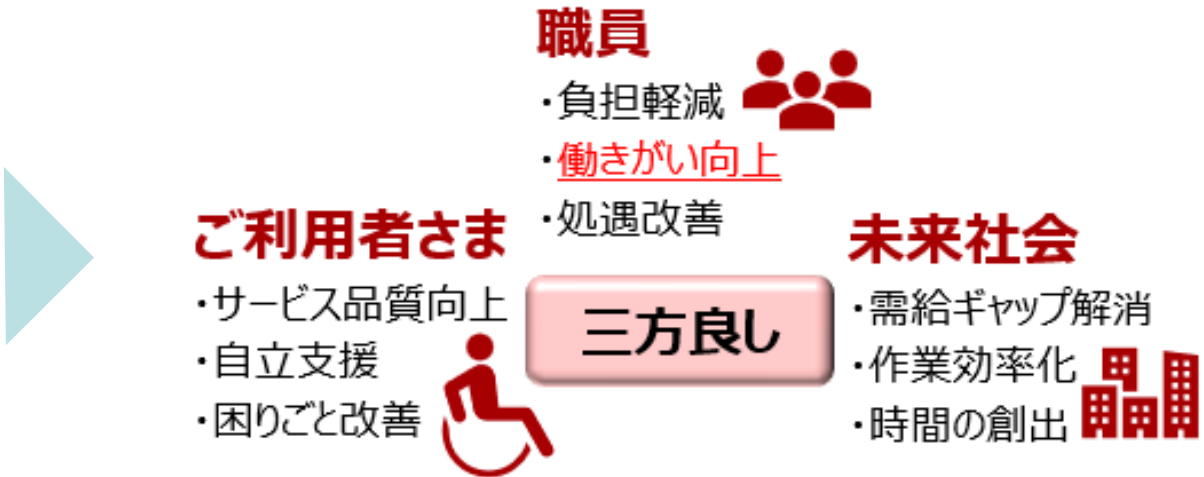 職員
・負担軽減
・働きがい向上
・処遇改善
ご利用者さま
・サービス品質向上
・自立支援
・困りごと改善
三方良し
未来社会
・需給ギャップ解消
・作業効率化
・時間の創出